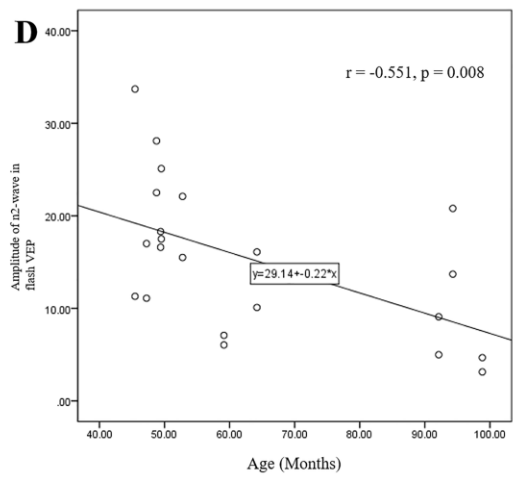 D
40.00
r = -0.551, p = 0.008
30.00
Amplitude of n2-wave in
flash VEP
20.00
y=29.14+-0.22*x
10.00
.00
40.00 50.00 60.00 70.00 80.00 90.00 100.00
Age (Months)